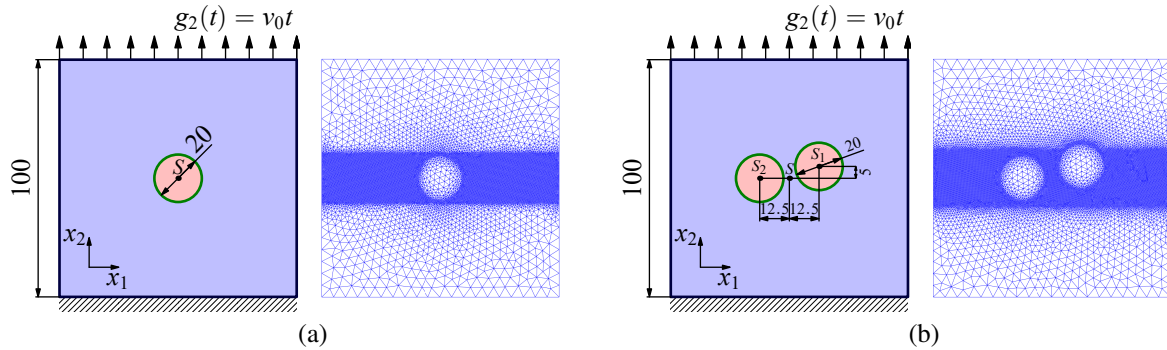 g₂(t) = v₀t
100
20
S
x₂
x₁
(a)
g₂(t) = v₀t
100
S₁
20
S₂
S
5
12.5 12.5
x₂
x₁
(b)